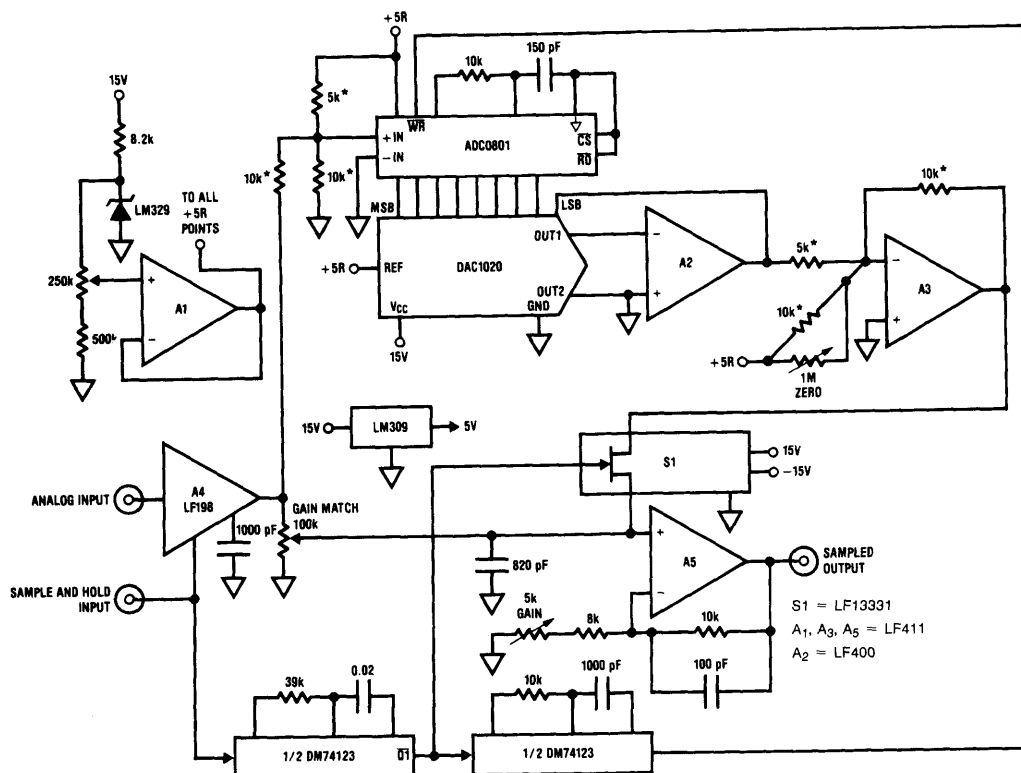 +5R
15V
8.2k
LM329
TO ALL
+5R
POINTS
250k
500k
+
A1
−
5k*
10k*
10k*
10k
150 pF
WR
+ IN
− IN
ADC0801
CS
RD
MSB
LSB
+5R
REF
DAC1020
OUT1
OUT2
VCC
GND
15V
−
A2
+
5k*
10k*
10k*
+5R
1M
ZERO
−
A3
+
15V
LM309
5V
S1
15V
−15V
ANALOG INPUT
A4
LF198
1000 pF
GAIN MATCH
100k
SAMPLE AND HOLD
INPUT
820 pF
+
A5
−
SAMPLED
OUTPUT
5k
GAIN
8k
10k
100 pF
S1 = LF13331
A1, A3, A5 = LF411
A2 = LF400
39k
0.02
1/2 DM74123
Q1
10k
1000 pF
1/2 DM74123